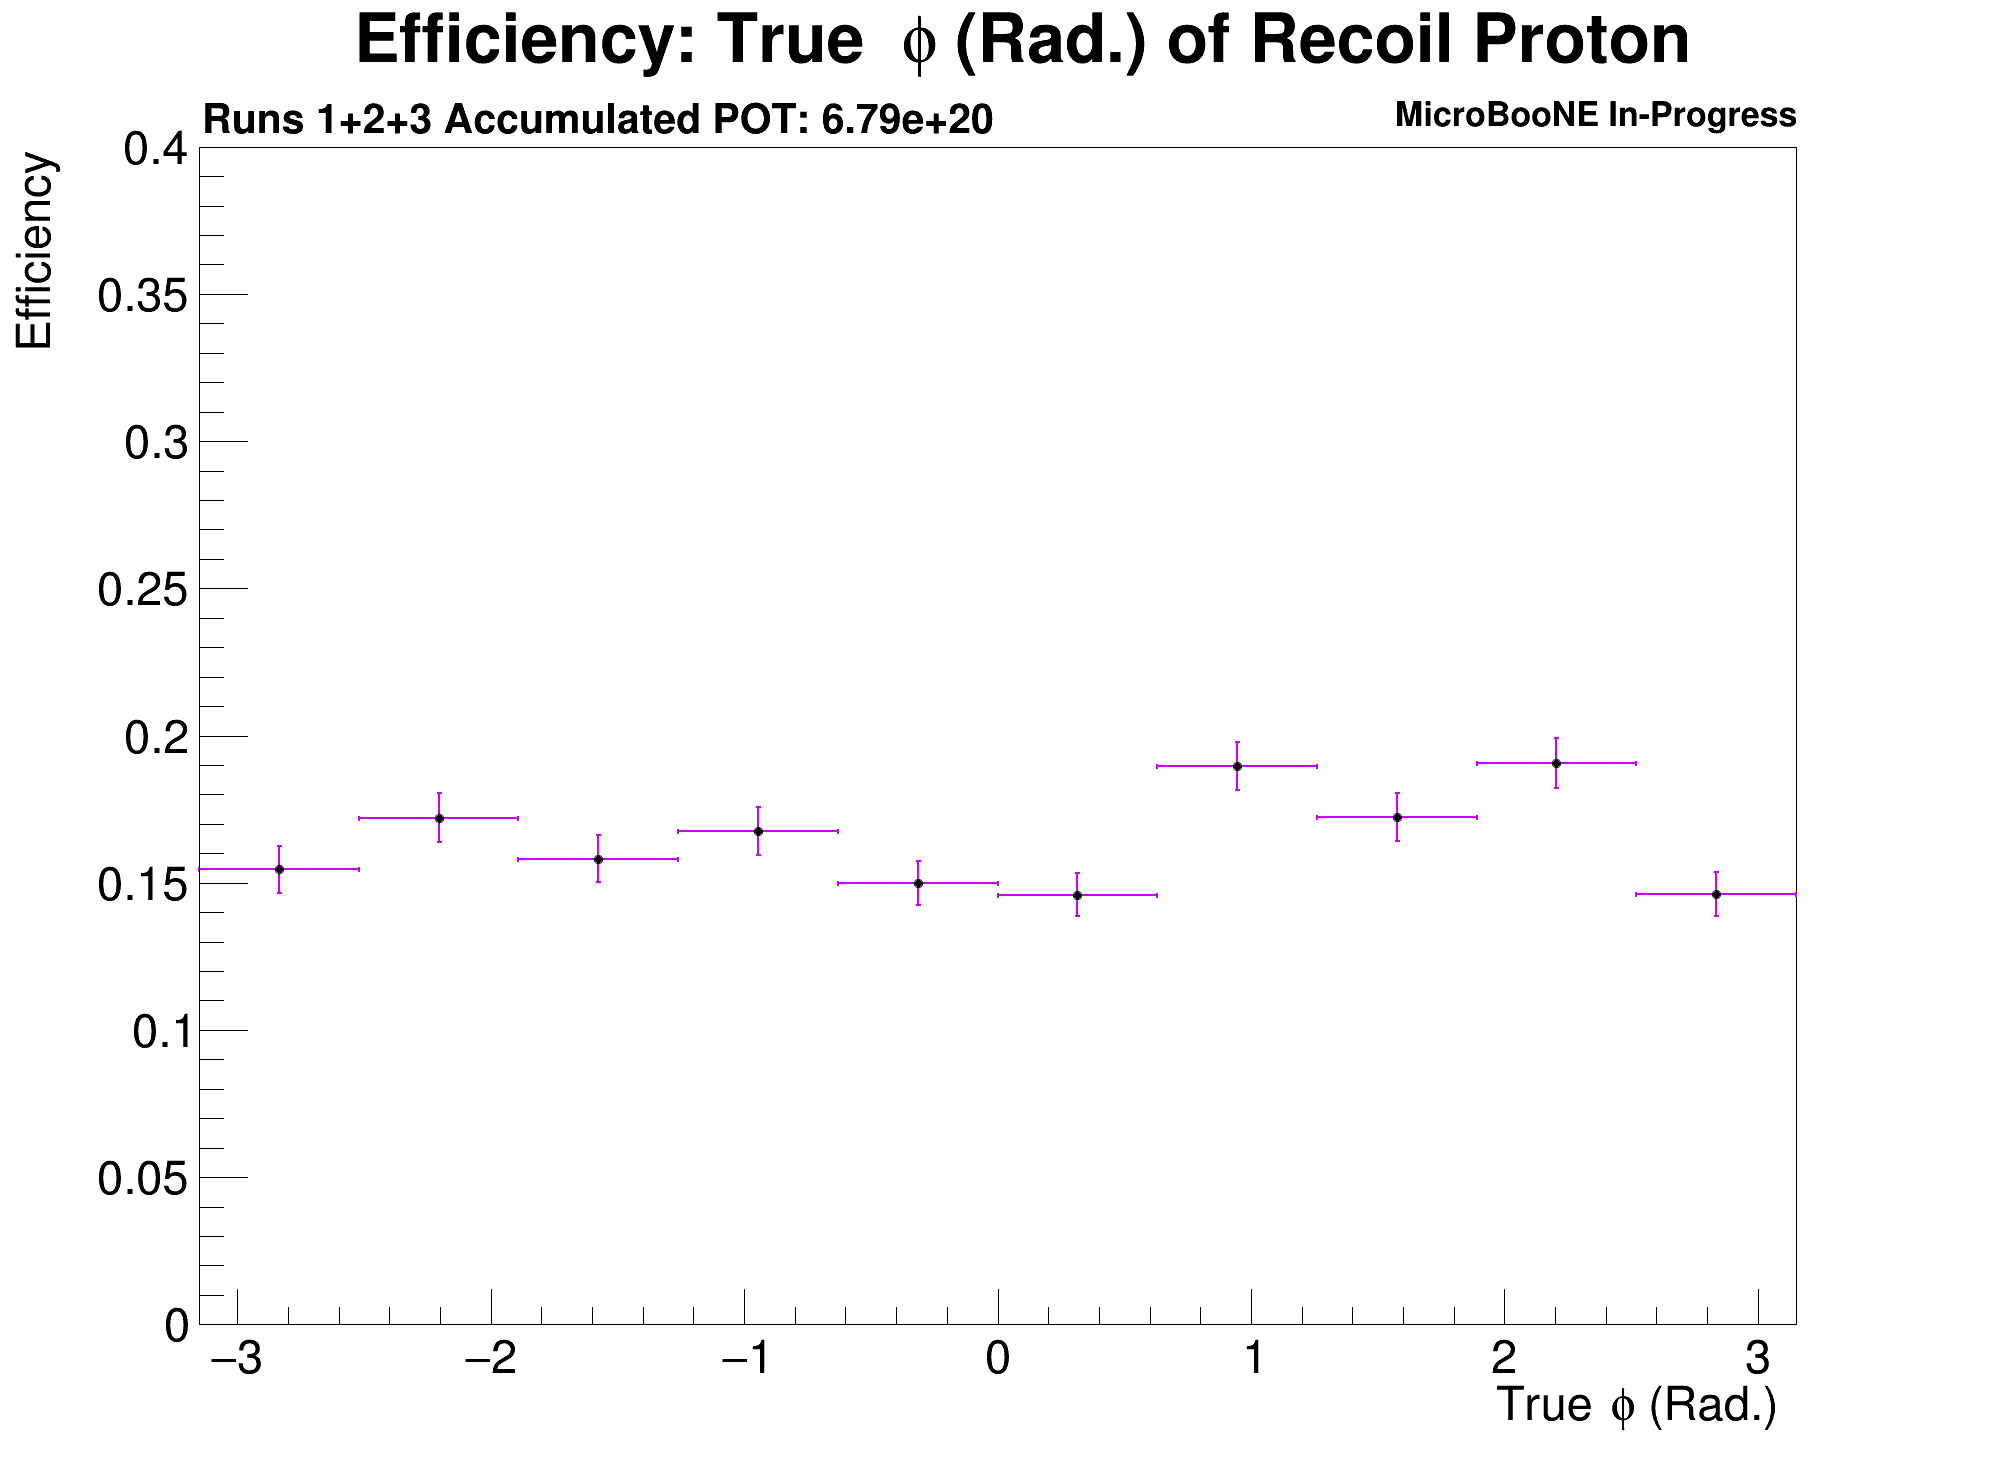 Efficiency: True ϕ (Rad.) of Recoil Proton
Runs 1+2+3 Accumulated POT: 6.79e+20
MicroBooNE In-Progress
Efficiency
0.4
0.35
0.3
0.25
0.2
0.15
0.1
0.05
0
−3 −2 −1 0 1 2 3
True ϕ (Rad.)